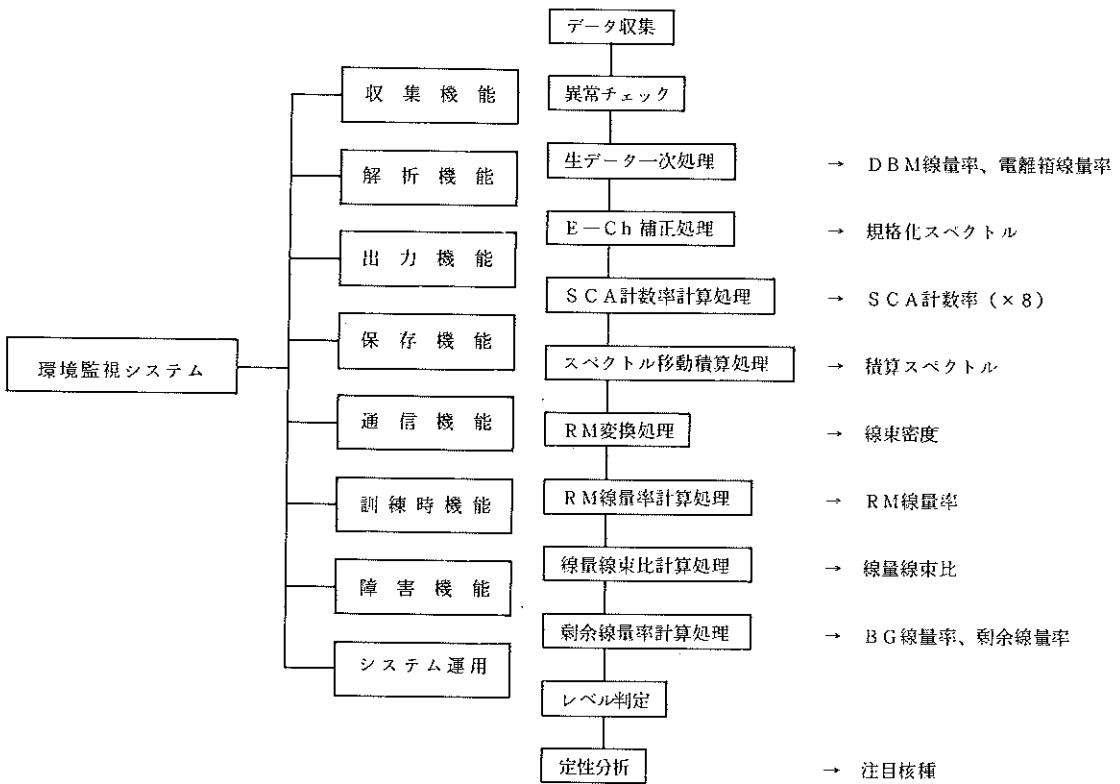 環境監視システム
収集機能
解析機能
出力機能
保存機能
通信機能
訓練時機能
障害機能
システム運用
データ収集
異常チェック
生データ一次処理 → DBM線量率、電離箱線量率
E-Ch補正処理 → 規格化スペクトル
SCA計数率計算処理 → SCA計数率(×8)
スペクトル移動積算処理 → 積算スペクトル
RM変換処理 → 線束密度
RM線量率計算処理 → RM線量率
線量線束比計算処理 → 線量線束比
剰余線量率計算処理 → BG線量率、剰余線量率
レベル判定
定性分析 → 注目核種